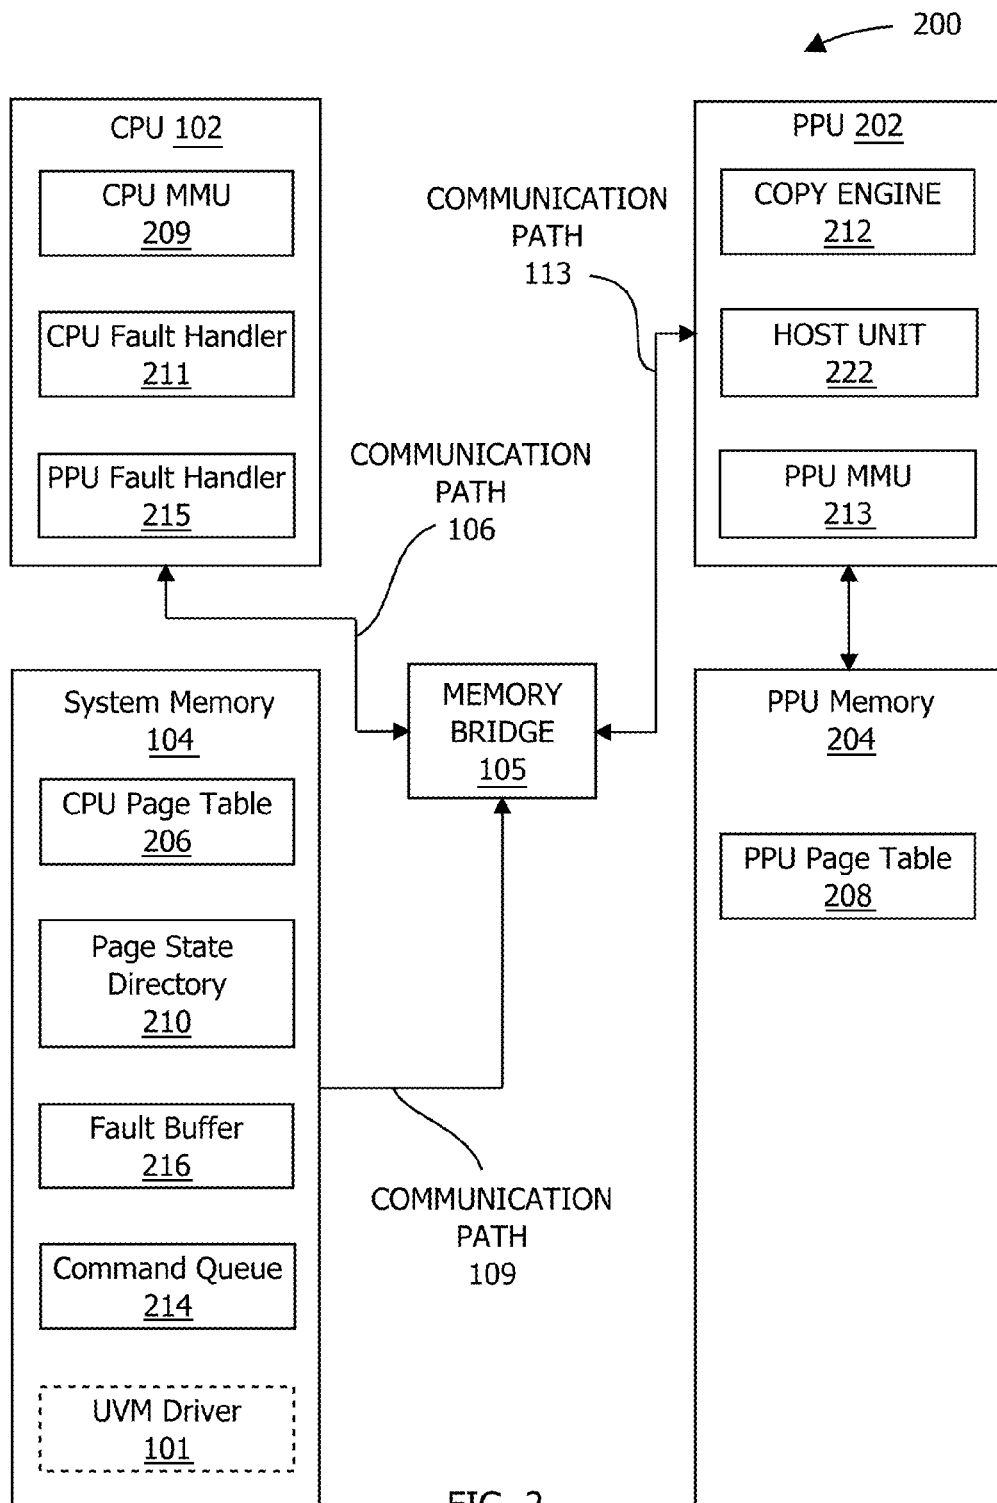 200
CPU 102
CPU MMU
209
CPU Fault Handler
211
PPU Fault Handler
215
COMMUNICATION
PATH
113
PPU 202
COPY ENGINE
212
HOST UNIT
222
PPU MMU
213
COMMUNICATION
PATH
106
System Memory
104
CPU Page Table
206
Page State
Directory
210
Fault Buffer
216
Command Queue
214
UVM Driver
101
MEMORY
BRIDGE
105
COMMUNICATION
PATH
109
PPU Memory
204
PPU Page Table
208
FIG. 2